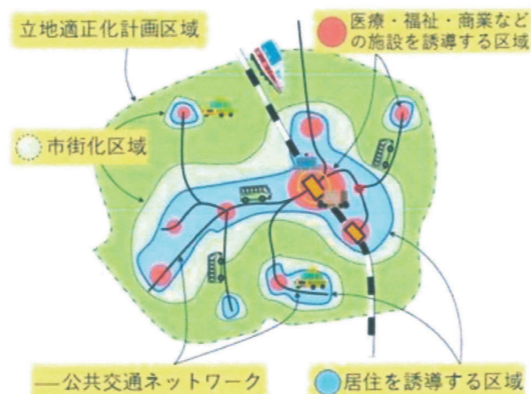 立地適正化計画区域
医療・福祉・商業など
の施設を誘導する区域
市街化区域
公共交通ネットワーク
居住を誘導する区域